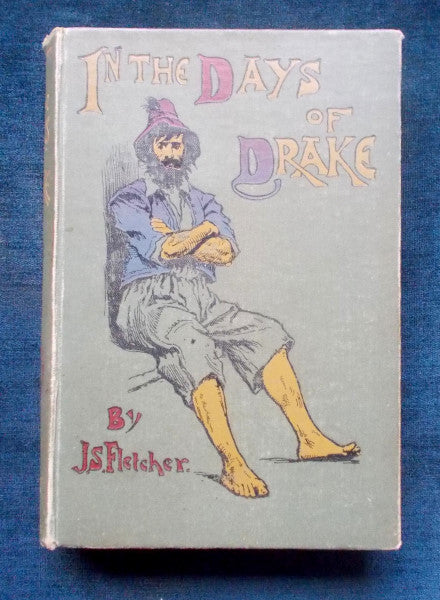 IN THE DAYS
OF
DRAKE
By
J.S. Fletcher.